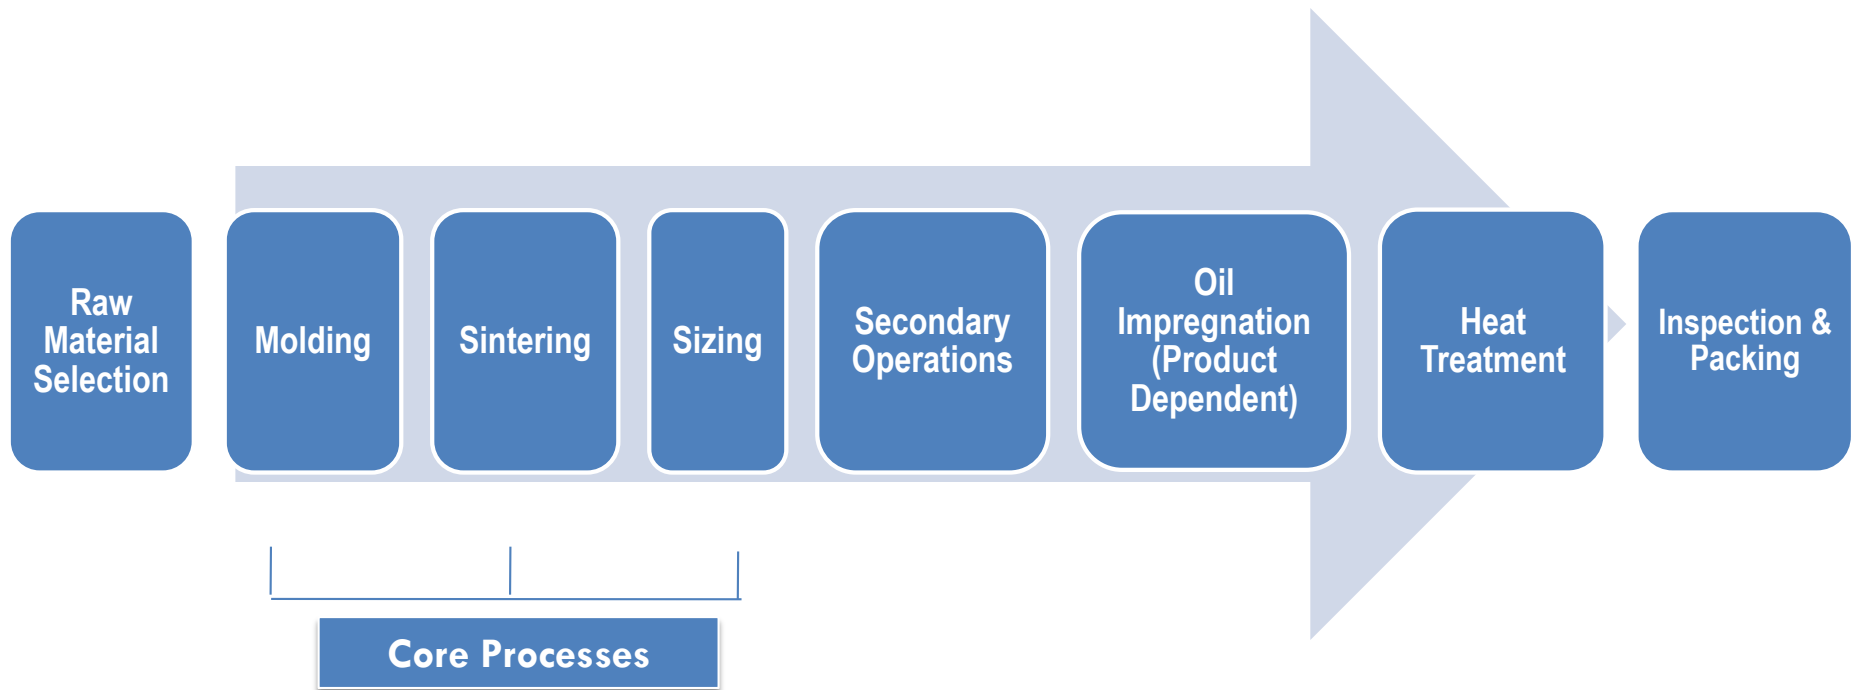 Raw
Material
Selection
Molding
Sintering
Sizing
Secondary
Operations
Oil
Impregnation
(Product
Dependent)
Heat
Treatment
Inspection &
Packing
Core Processes